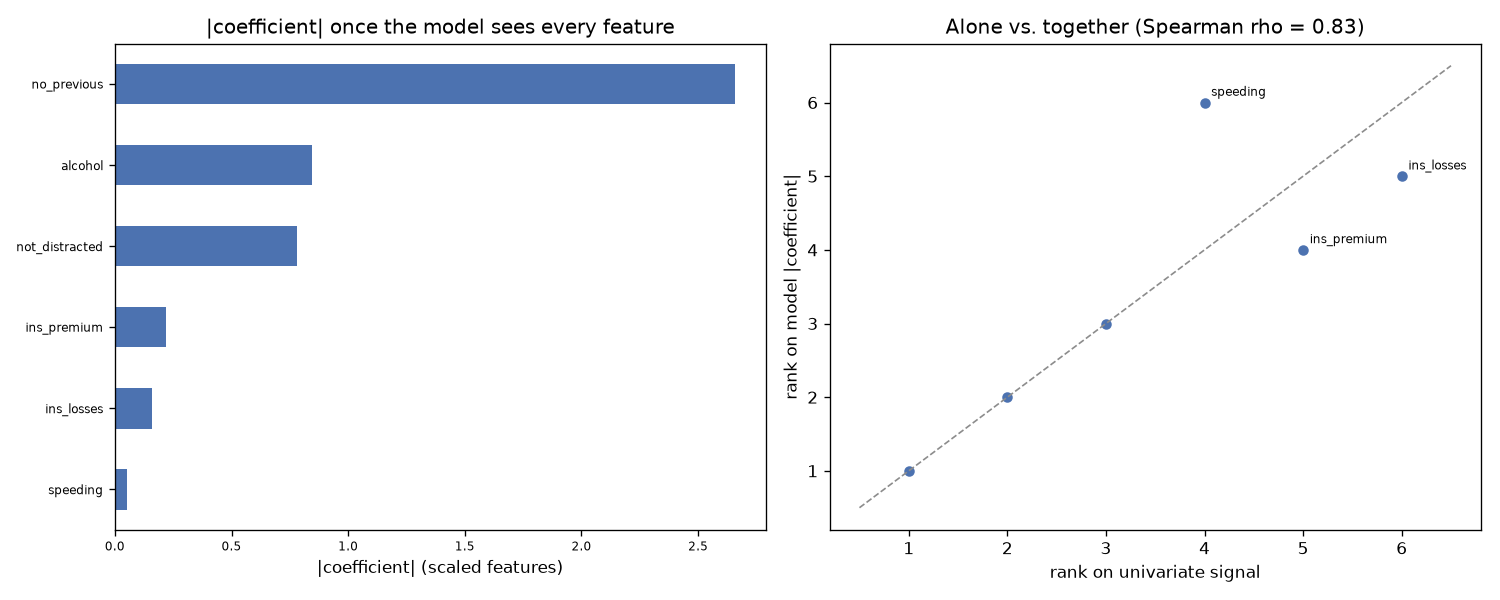 |coefficient| once the model sees every feature
no_previous
alcohol
not_distracted
ins_premium
ins_losses
speeding
0.0 0.5 1.0 1.5 2.0 2.5
|coefficient| (scaled features)
Alone vs. together (Spearman rho = 0.83)
rank on model |coefficient|
6
5
4
3
2
1
speeding
ins_losses
ins_premium
1 2 3 4 5 6
rank on univariate signal